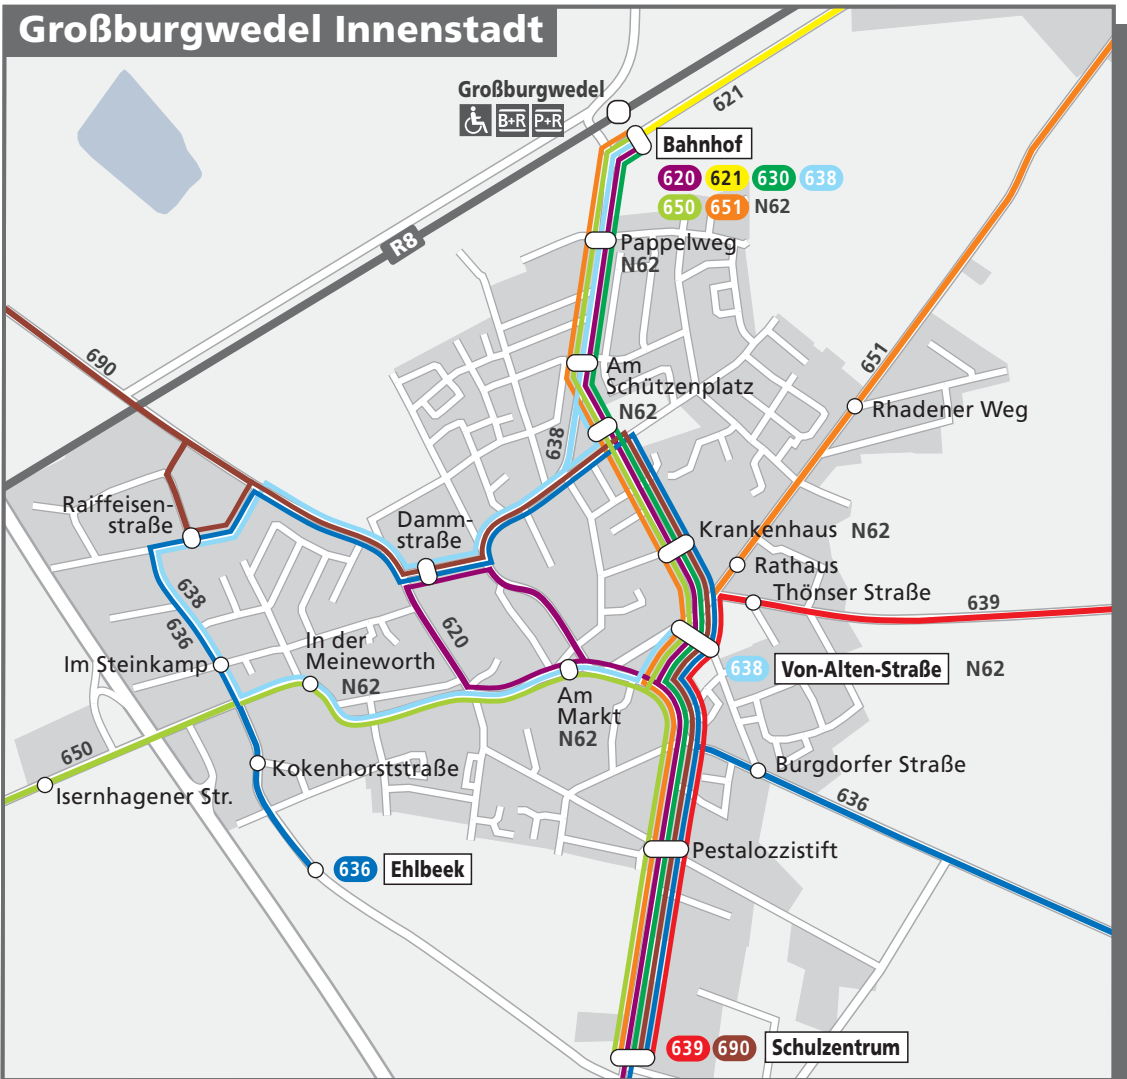 Großburgwedel Innenstadt
Großburgwedel
B+R P+R
621
Bahnhof
620 621 630 638
650 651 N62
R8
Pappelweg
N62
690
651
Am
Schützenplatz
N62
Rhadener Weg
638
Raiffeisen-
straße
Damm-
straße
Krankenhaus N62
Rathaus
Thönser Straße
639
638
636
620
In der
Meineworth
N62
Im Steinkamp
638 Von-Alten-Straße N62
Am
Markt
N62
650
Kokenhorststraße
Isernhagener Str.
Burgdorfer Straße
636
Pestalozzistift
636 Ehlbeek
639 690 Schulzentrum